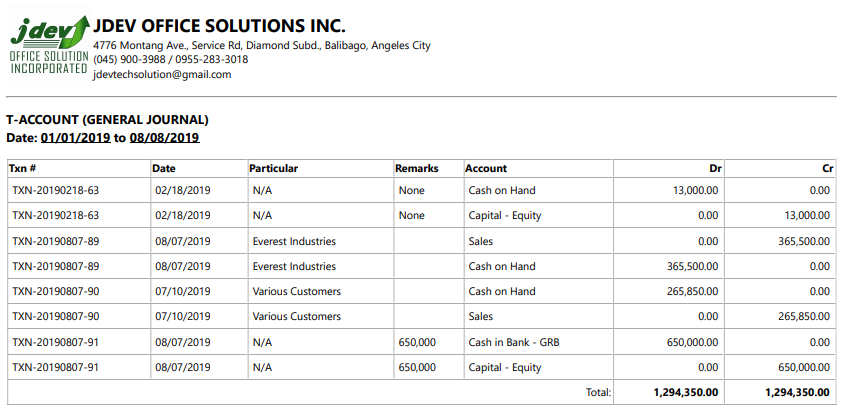 jdev
OFFICE SOLUTION
INCORPORATED
JDEV OFFICE SOLUTIONS INC.
4776 Montang Ave., Service Rd, Diamond Subd., Balibago, Angeles City
(045) 900-3988 / 0955-283-3018
jdevtechsolution@gmail.com
T-ACCOUNT (GENERAL JOURNAL)
Date: 01/01/2019 to 08/08/2019
Txn # Date Particular Remarks Account Dr Cr
TXN-20190218-63 02/18/2019 N/A None Cash on Hand 13,000.00 0.00
TXN-20190218-63 02/18/2019 N/A None Capital - Equity 0.00 13,000.00
TXN-20190807-89 08/07/2019 Everest Industries Sales 0.00 365,500.00
TXN-20190807-89 08/07/2019 Everest Industries Cash on Hand 365,500.00 0.00
TXN-20190807-90 07/10/2019 Various Customers Cash on Hand 265,850.00 0.00
TXN-20190807-90 07/10/2019 Various Customers Sales 0.00 265,850.00
TXN-20190807-91 08/07/2019 N/A 650,000 Cash in Bank - GRB 650,000.00 0.00
TXN-20190807-91 08/07/2019 N/A 650,000 Capital - Equity 0.00 650,000.00
Total: 1,294,350.00 1,294,350.00